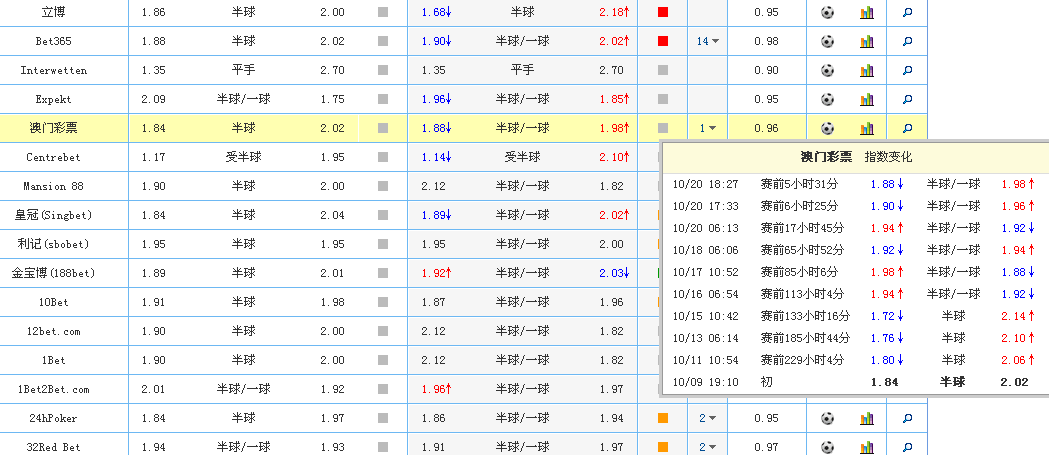 立博 1.86 半球 2.00 1.68↓ 半球 2.18↑ 0.95
Bet365 1.88 半球 2.02 1.90↓ 半球/一球 2.02↑ 14 0.98
Interwetten 1.35 平手 2.70 1.35 平手 2.70 0.90
Expekt 2.09 半球/一球 1.75 1.96↓ 半球/一球 1.85↑ 0.95
澳门彩票 1.84 半球 2.02 1.88↓ 半球/一球 1.98↑ 1 0.96
Centrebet 1.17 受半球 1.95 1.14↓ 受半球 2.10↑
Mansion 88 1.90 半球 2.00 2.12 半球/一球 1.82
皇冠(Singbet) 1.84 半球 2.04 1.89↓ 半球/一球 2.02↑
利记(sbobet) 1.95 半球 1.95 1.95 半球/一球 2.00
金宝博(188bet) 1.89 半球 2.01 1.92↑ 半球/一球 2.03↓
10Bet 1.91 半球 1.98 1.87 半球/一球 1.96
12bet.com 1.90 半球 2.00 2.12 半球/一球 1.82
1Bet 1.90 半球 2.00 2.12 半球/一球 1.82
1Bet2Bet.com 2.01 半球/一球 1.92 1.96↑ 半球/一球 1.97
24hPoker 1.84 半球 1.97 1.86 半球/一球 1.94 2 0.95
32Red Bet 1.94 半球/一球 1.93 1.91 半球/一球 1.97 2 0.97
澳门彩票 指数变化
10/20 18:27 赛前5小时31分 1.88↓ 半球/一球 1.98↑
10/20 17:33 赛前6小时25分 1.90↓ 半球/一球 1.96↑
10/20 06:13 赛前17小时45分 1.94↑ 半球/一球 1.92↓
10/18 06:06 赛前65小时52分 1.92↓ 半球/一球 1.94↑
10/17 10:52 赛前85小时6分 1.98↑ 半球/一球 1.88↓
10/16 06:54 赛前113小时4分 1.94↑ 半球/一球 1.92↓
10/15 10:42 赛前133小时16分 1.72↓ 半球 2.14↑
10/13 06:14 赛前185小时44分 1.76↓ 半球 2.10↑
10/11 10:54 赛前229小时4分 1.80↓ 半球 2.06↑
10/09 19:10 初 1.84 半球 2.02